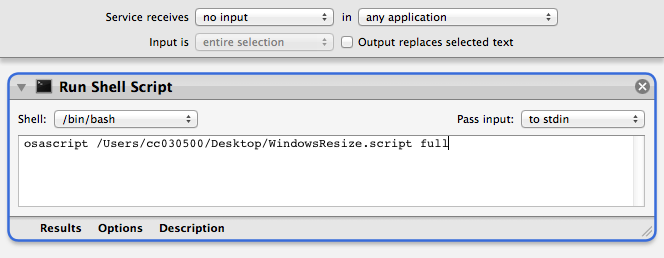 Service receives no input in any application
Input is entire selection Output replaces selected text
Run Shell Script
Shell: /bin/bash Pass input: to stdin
osascript /Users/cc030500/Desktop/WindowsResize.script full
Results Options Description